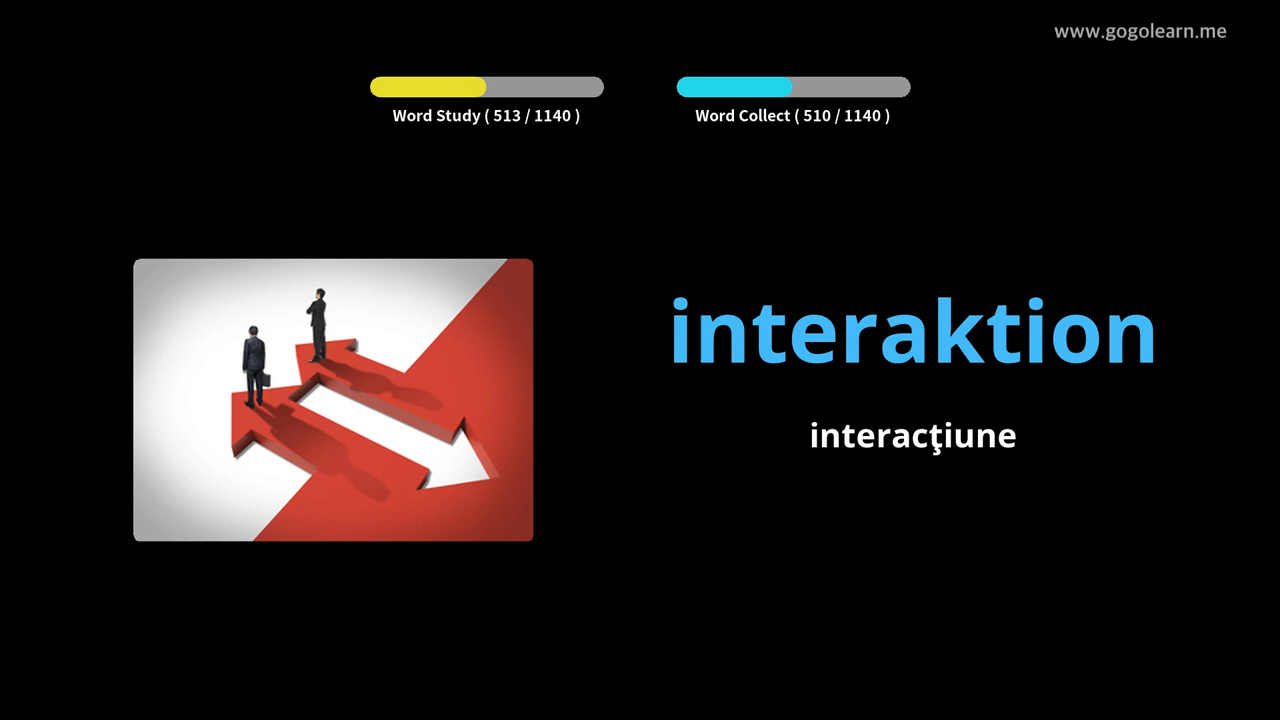 www.gogolearn.me
Word Study ( 513 / 1140 )
Word Collect ( 510 / 1140 )
interaktion
interacţiune